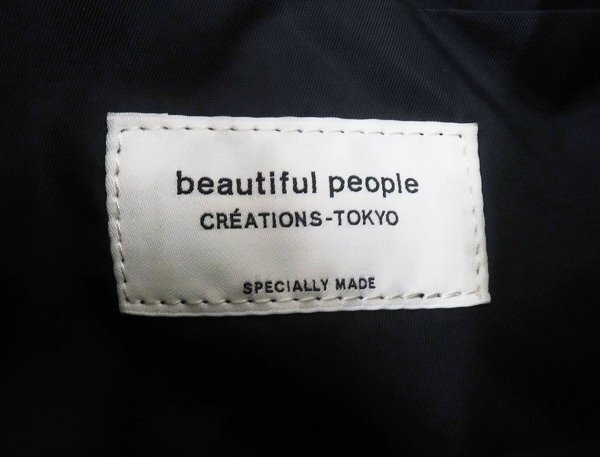 beautiful people
CRÉATIONS-TOKYO
SPECIALLY MADE